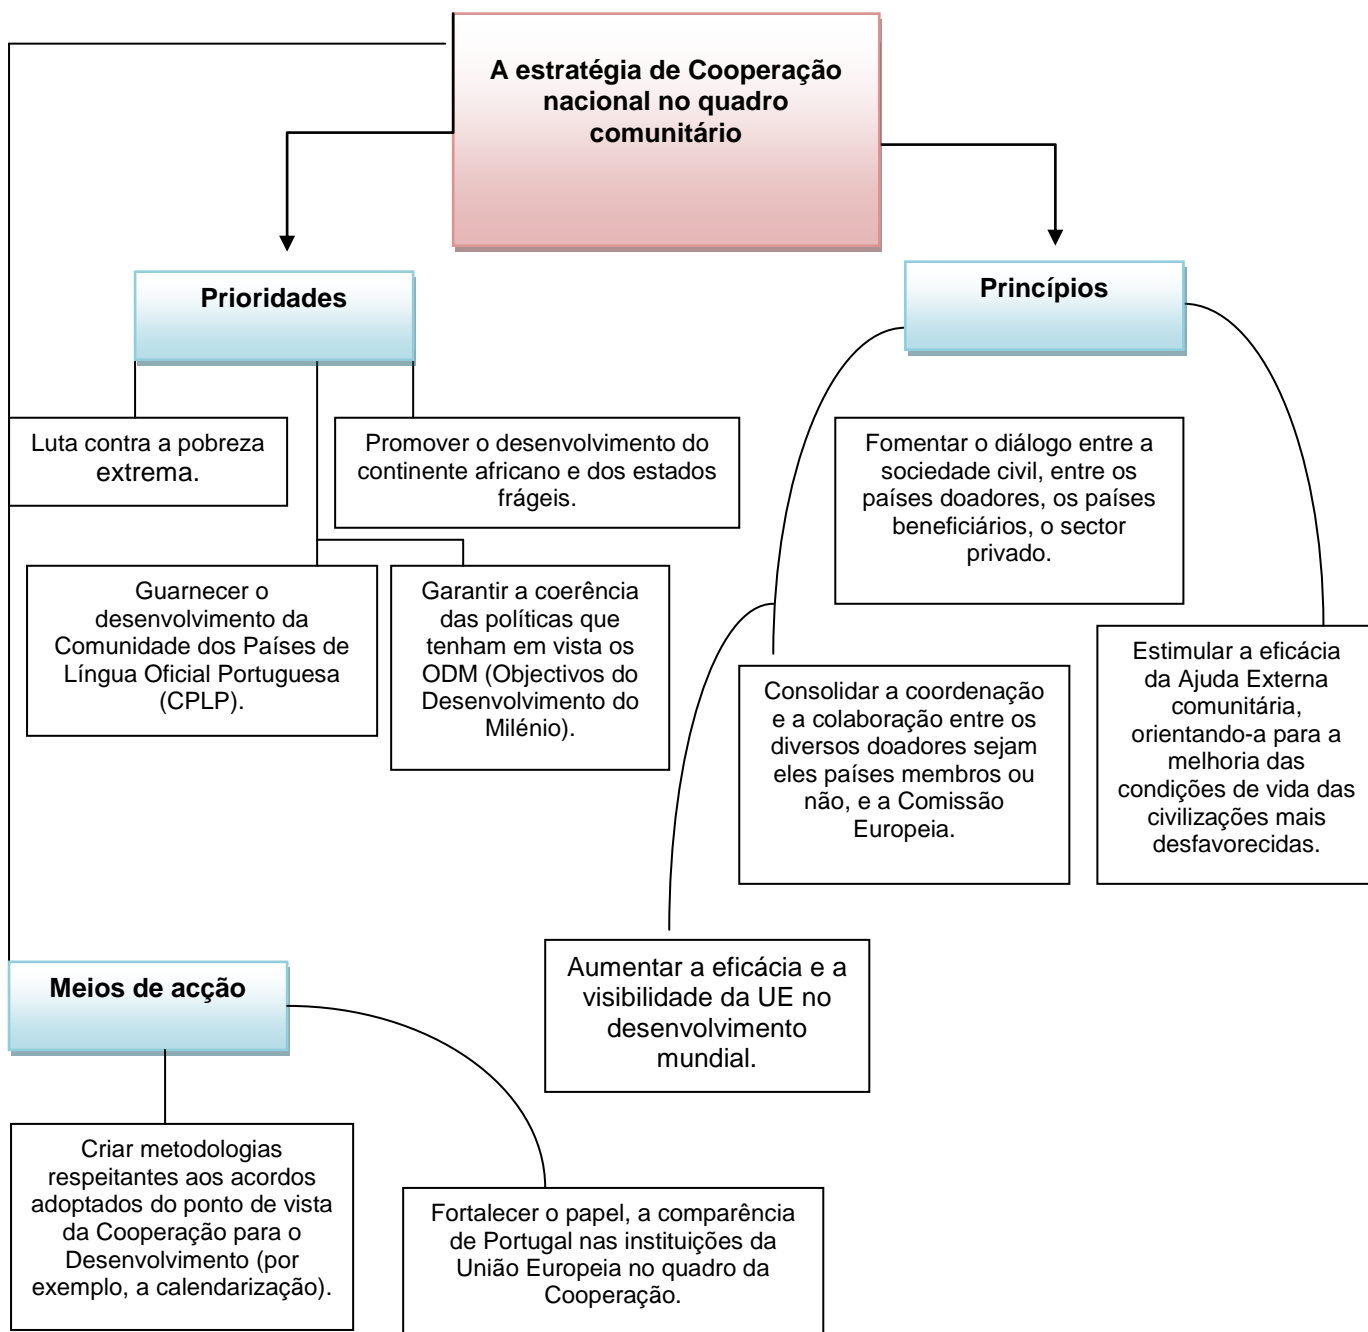 A estratégia de Cooperação
nacional no quadro
comunitário
Prioridades
Princípios
Luta contra a pobreza
extrema.
Promover o desenvolvimento do
continente africano e dos estados
frágeis.
Fomentar o diálogo entre a
sociedade civil, entre os
países doadores, os países
beneficiários, o sector
privado.
Guarnecer o
desenvolvimento da
Comunidade dos Países de
Língua Oficial Portuguesa
(CPLP).
Garantir a coerência
das políticas que
tenham em vista os
ODM (Objectivos do
Desenvolvimento do
Milénio).
Consolidar a coordenação
e a colaboração entre os
diversos doadores sejam
eles países membros ou
não, e a Comissão
Europeia.
Estimular a eficácia
da Ajuda Externa
comunitária,
orientando-a para a
melhoria das
condições de vida das
civilizações mais
desfavorecidas.
Aumentar a eficácia e a
visibilidade da UE no
desenvolvimento
mundial.
Meios de acção
Criar metodologias
respeitantes aos acordos
adoptados do ponto de vista
da Cooperação para o
Desenvolvimento (por
exemplo, a calendarização).
Fortalecer o papel, a comparência
de Portugal nas instituições da
União Europeia no quadro da
Cooperação.